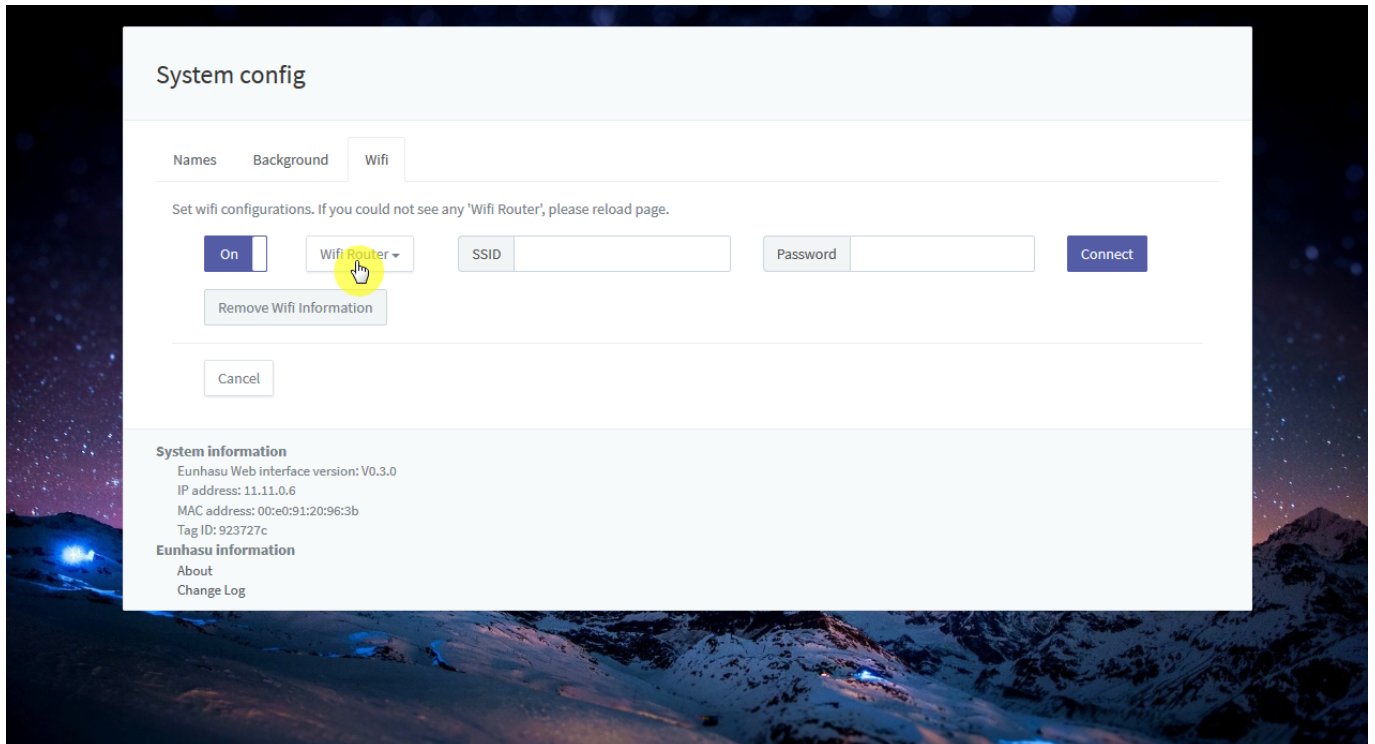 System config
Names Background Wifi
Set wifi configurations. If you could not see any 'Wifi Router', please reload page.
On Wifi Router SSID Password Connect
Remove Wifi Information
Cancel
System information
Eunhasu Web interface version: V0.3.0
IP address: 11.11.0.6
MAC address: 00:e0:91:20:96:3b
Tag ID: 923727c
Eunhasu information
About
Change Log